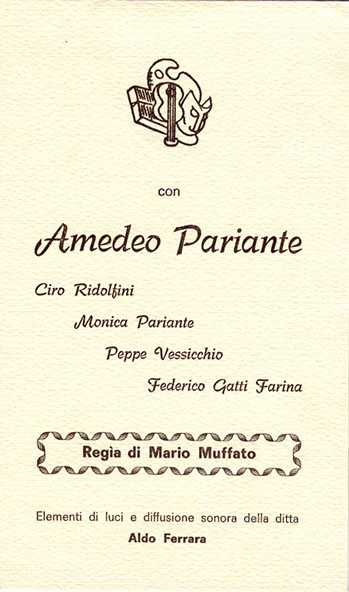 con
Amedeo Pariante
Ciro Ridolfini
Monica Pariante
Peppe Vessicchio
Federico Gatti Farina
Regìa di Mario Muffato
Elementi di luci e diffusione sonora della ditta
Aldo Ferrara